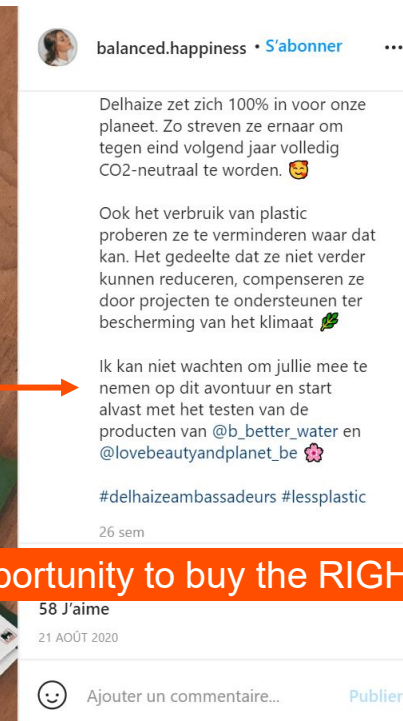 balanced.happiness • S'abonner ...
Delhaize zet zich 100% in voor onze
planeet. Zo streven ze ernaar om
tegen eind volgend jaar volledig
CO2-neutraal te worden. 🥰
Ook het verbruik van plastic
proberen ze te verminderen waar dat
kan. Het gedeelte dat ze niet verder
kunnen reduceren, compenseren ze
door projecten te ondersteunen ter
bescherming van het klimaat 🌿
Ik kan niet wachten om jullie mee te
nemen op dit avontuur en start
alvast met het testen van de
producten van @b_better_water en
@lovebeautyandplanet_be 🌸
#delhaizeambassadeurs #lessplastic
26 sem
portunity to buy the RIGH
58 J'aime
21 AOÛT 2020
Ajouter un commentaire... Publier